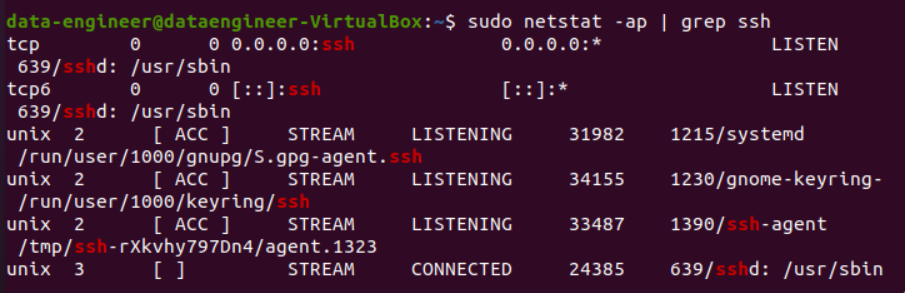 data-engineer@dataengineer-VirtualBox:~$ sudo netstat -ap | grep ssh
tcp        0      0 0.0.0.0:ssh             0.0.0.0:*               LISTEN
 639/sshd: /usr/sbin
tcp6       0      0 [::]:ssh                [::]:*                  LISTEN
 639/sshd: /usr/sbin
unix  2      [ ACC ]     STREAM     LISTENING     31982    1215/systemd
 /run/user/1000/gnupg/S.gpg-agent.ssh
unix  2      [ ACC ]     STREAM     LISTENING     34155    1230/gnome-keyring-
 /run/user/1000/keyring/ssh
unix  2      [ ACC ]     STREAM     LISTENING     33487    1390/ssh-agent
 /tmp/ssh-rXkvhy797Dn4/agent.1323
unix  3      [ ]         STREAM     CONNECTED     24385    639/sshd: /usr/sbin